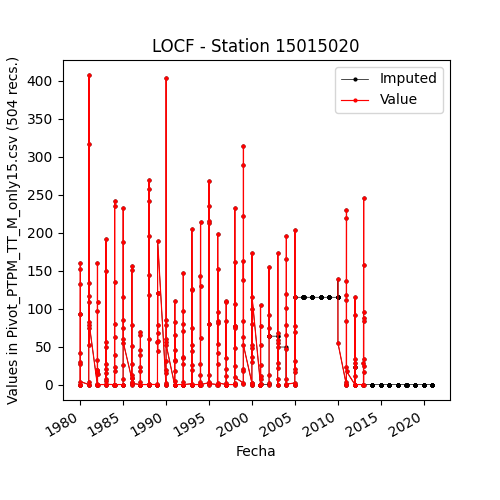 LOCF - Station 15015020
Imputed
Value
Values in Pivot_PTPM_TT_M_only15.csv (504 recs.)
400
350
300
250
200
150
100
50
0
1980 1985 1990 1995 2000 2005 2010 2015 2020
Fecha